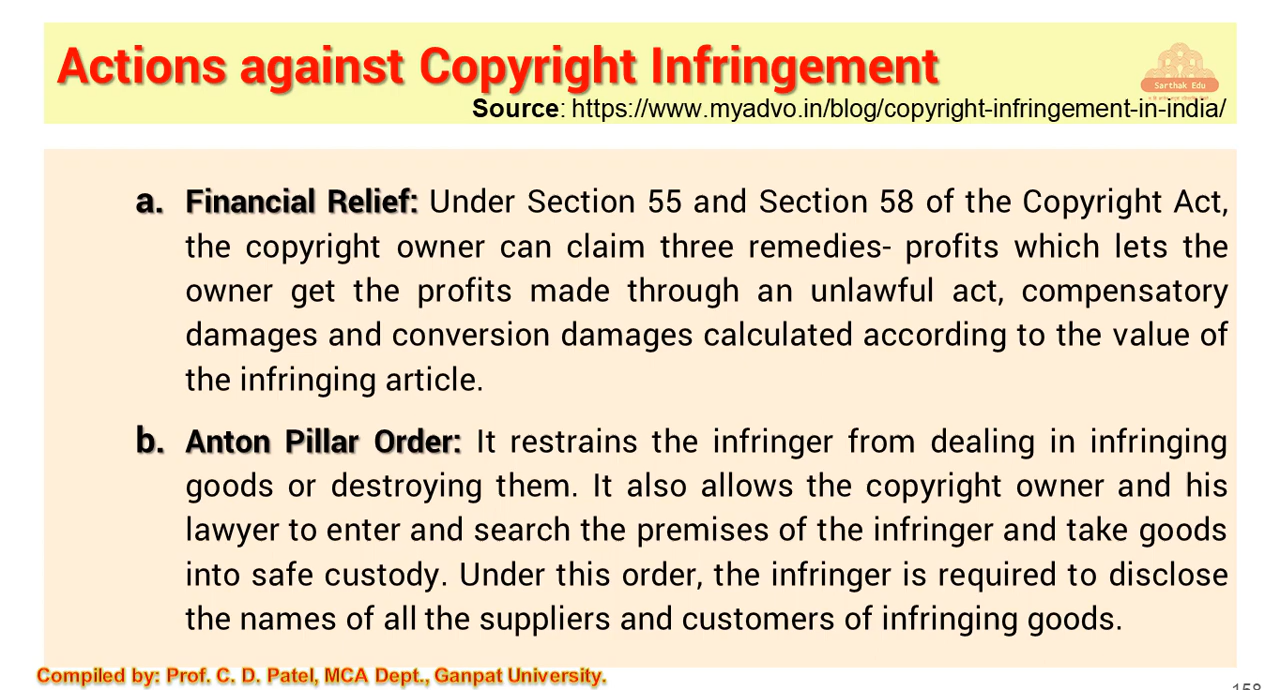 Actions against Copyright Infringement
Sarthak Edu
Source: https://www.myadvo.in/blog/copyright-infringement-in-india/
a. Financial Relief: Under Section 55 and Section 58 of the Copyright Act,
the copyright owner can claim three remedies- profits which lets the
owner get the profits made through an unlawful act, compensatory
damages and conversion damages calculated according to the value of
the infringing article.
b. Anton Pillar Order: It restrains the infringer from dealing in infringing
goods or destroying them. It also allows the copyright owner and his
lawyer to enter and search the premises of the infringer and take goods
into safe custody. Under this order, the infringer is required to disclose
the names of all the suppliers and customers of infringing goods.
Compiled by: Prof. C. D. Patel, MCA Dept., Ganpat University.
158